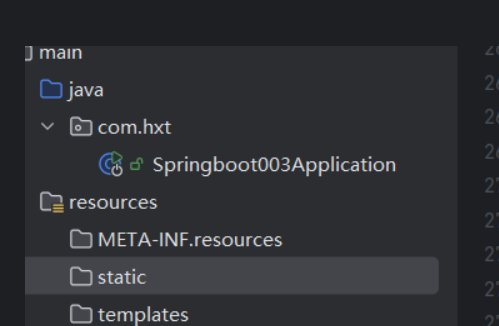 main
java
com.hxt
Springboot003Application
resources
META-INF.resources
static
templates